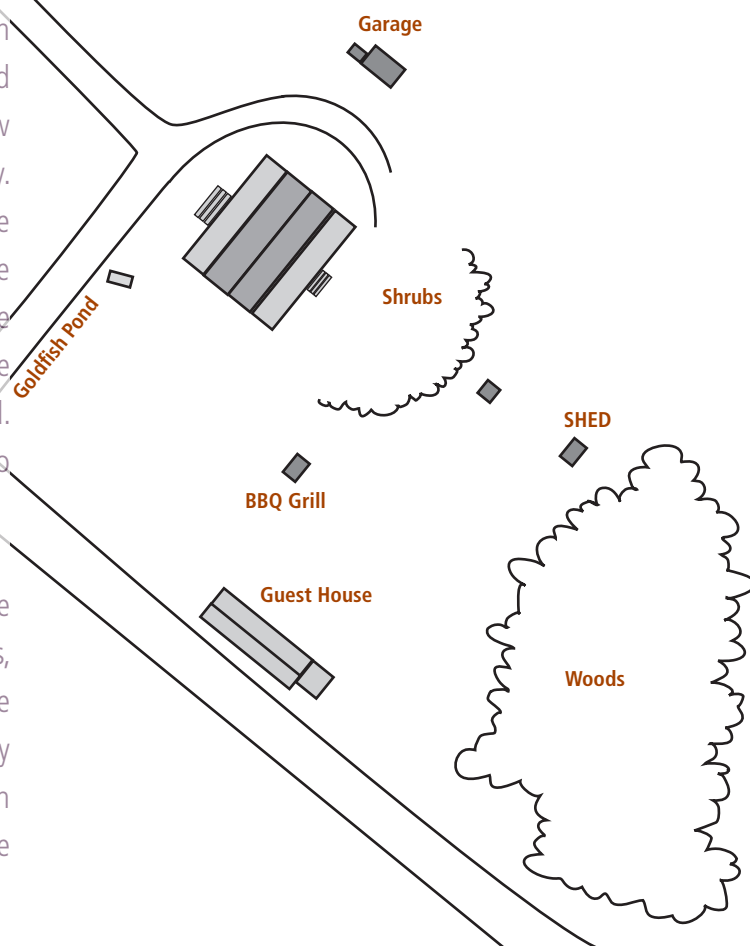 Garage
Goldfish Pond
Shrubs
SHED
BBQ Grill
Guest House
Woods